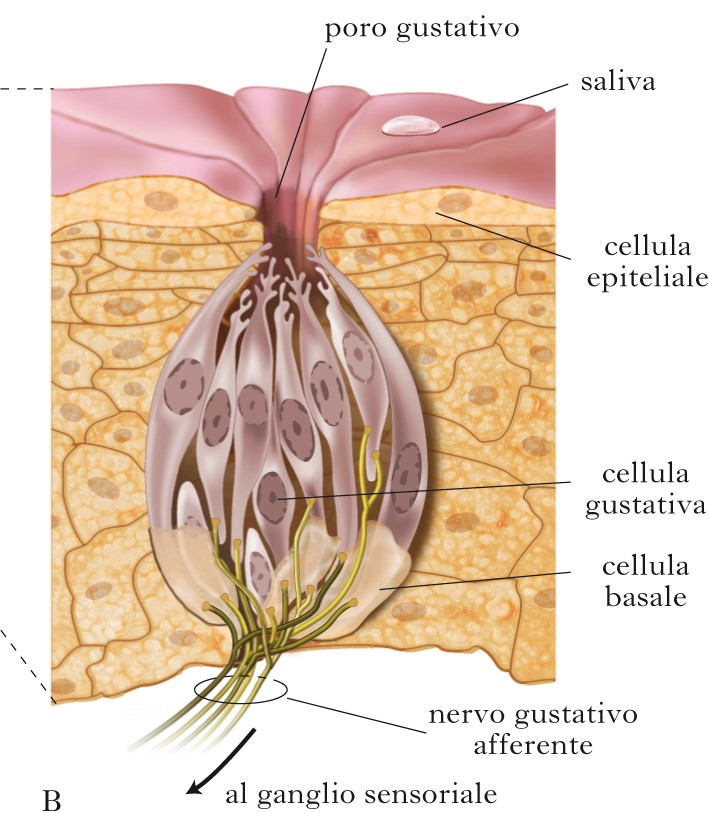 poro gustativo
saliva
cellula
epiteliale
cellula
gustativa
cellula
basale
nervo gustativo
afferente
al ganglio sensoriale
B